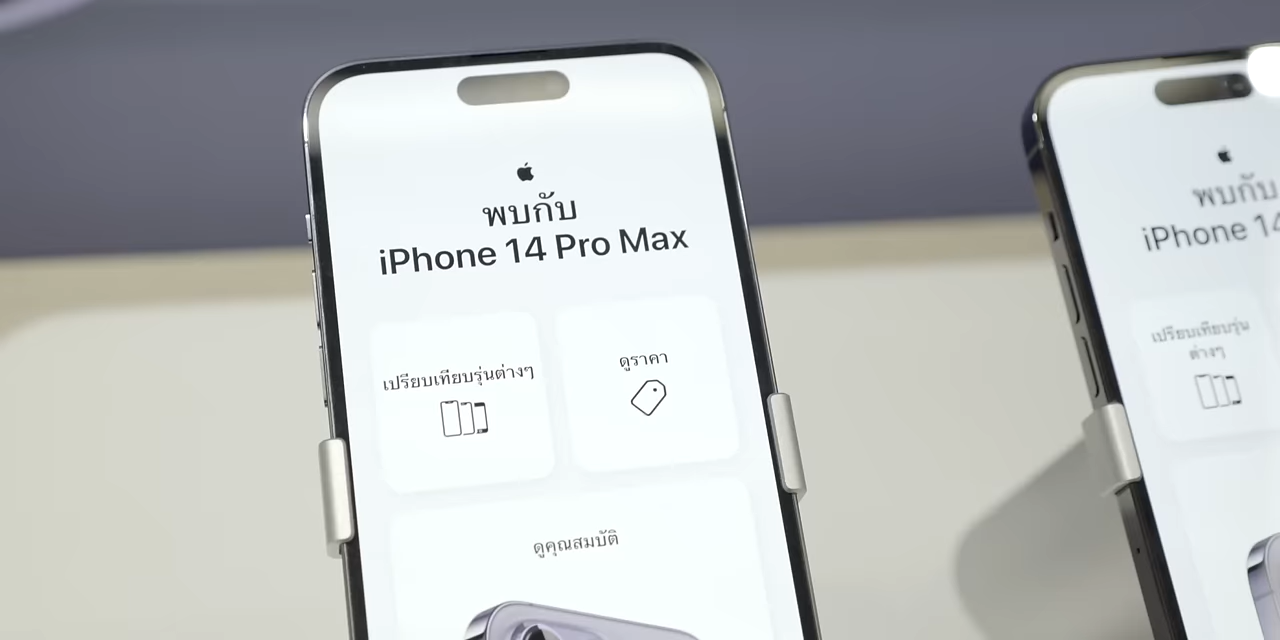 พบกับ
iPhone 14 Pro Max
เปรียบเทียบรุ่นต่างๆ
ดูราคา
ดูคุณสมบัติ
พบกับ
iPhone 14
เปรียบเทียบรุ่น
ต่างๆ